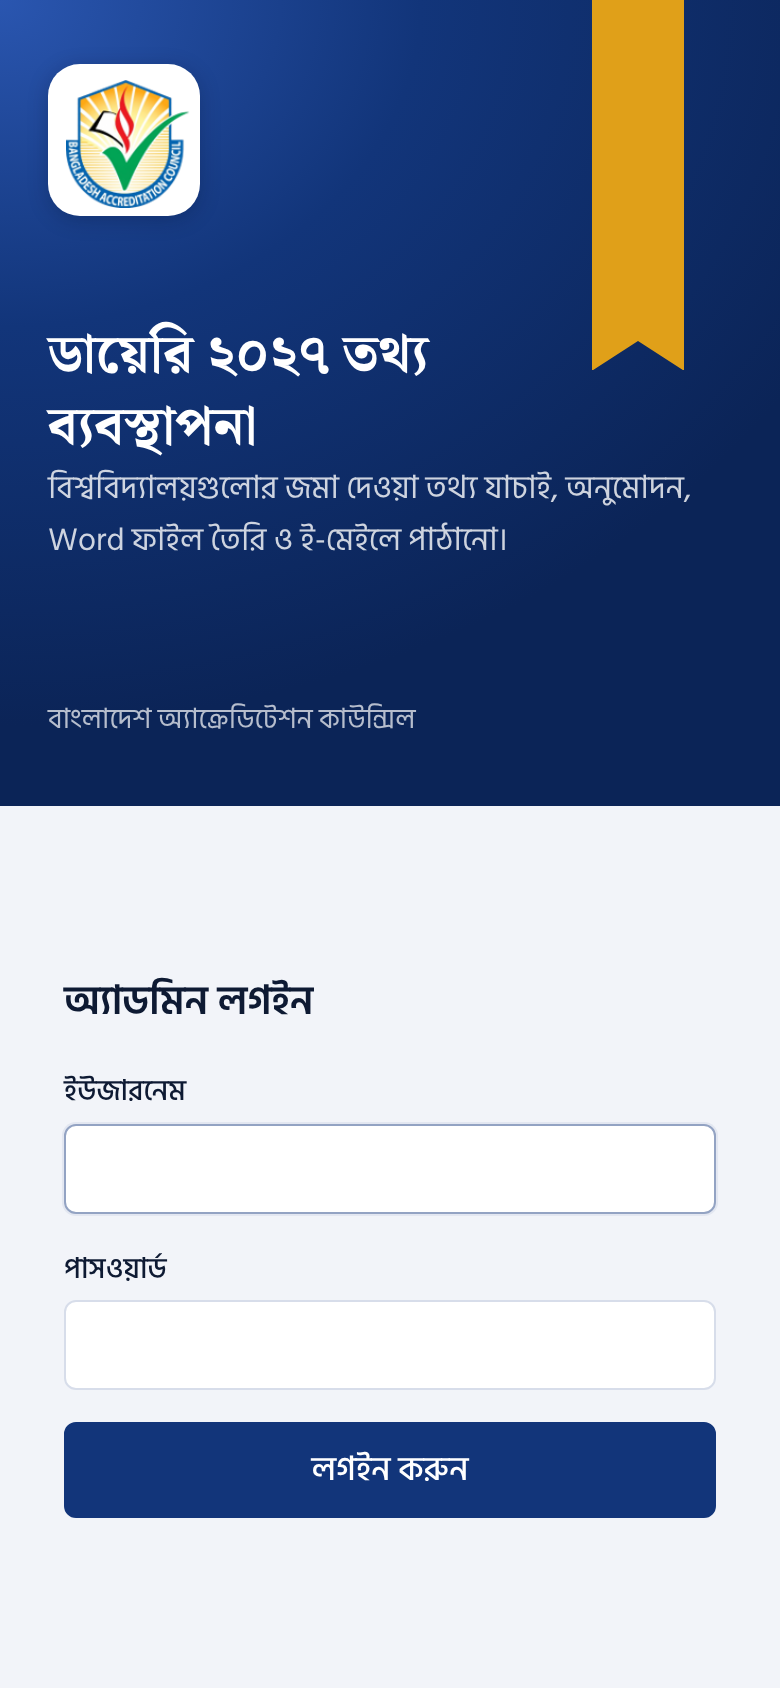 BANGLADESH ACCREDITATION COUNCIL
ডায়েরি ২০২৭ তথ্য
ব্যবস্থাপনা
বিশ্ববিদ্যালয়গুলোর জমা দেওয়া তথ্য যাচাই, অনুমোদন,
Word ফাইল তৈরি ও ই-মেইলে পাঠানো।
বাংলাদেশ অ্যাক্রেডিটেশন কাউন্সিল
অ্যাডমিন লগইন
ইউজারনেম
পাসওয়ার্ড
লগইন করুন